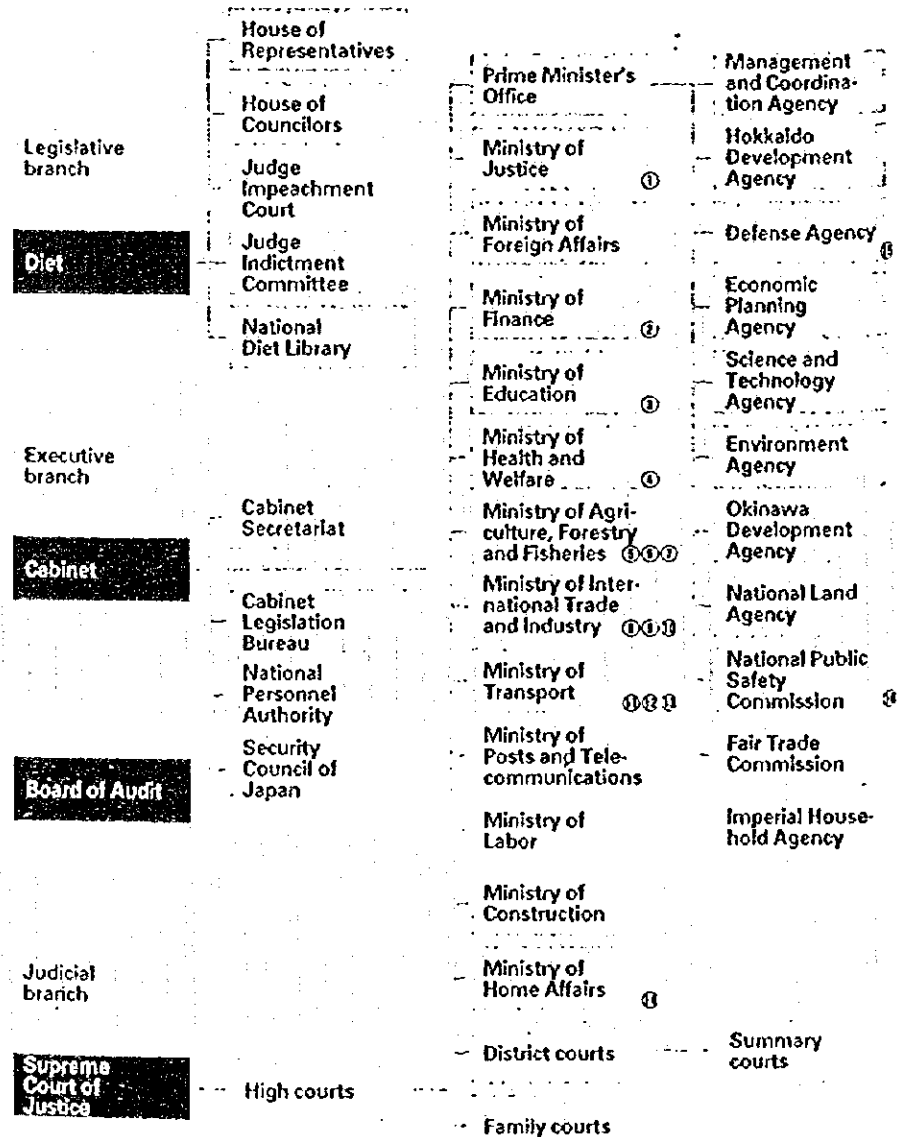 House of
Representatives
House of
Councilors
Legislative
branch
Judge
Impeachment
Court
Diet
Judge
Indictment
Committee
National
Diet Library
Executive
branch
Cabinet
Secretariat
Cabinet
Cabinet
Legislation
Bureau
National
Personnel
Authority
Board of Audit
Security
Council of
Japan
Prime Minister's
Office
Ministry of
Justice ①
Ministry of
Foreign Affairs
Ministry of
Finance ②
Ministry of
Education ③
Ministry of
Health and
Welfare ④
Ministry of Agri-
culture, Forestry
and Fisheries ⑤⑥⑦
Ministry of Inter-
national Trade
and Industry
Ministry of
Transport
Ministry of
Posts and Tele-
communications
Ministry of
Labor
Ministry of
Construction
Ministry of
Home Affairs
Management
and Coordina-
tion Agency
Hokkaido
Development
Agency
Defense Agency
Economic
Planning
Agency
Science and
Technology
Agency
Environment
Agency
Okinawa
Development
Agency
National Land
Agency
National Public
Safety
Commission
Fair Trade
Commission
Imperial House-
hold Agency
Judicial
branch
Supreme
Court of
Justice
High courts
District courts
Summary
courts
Family courts